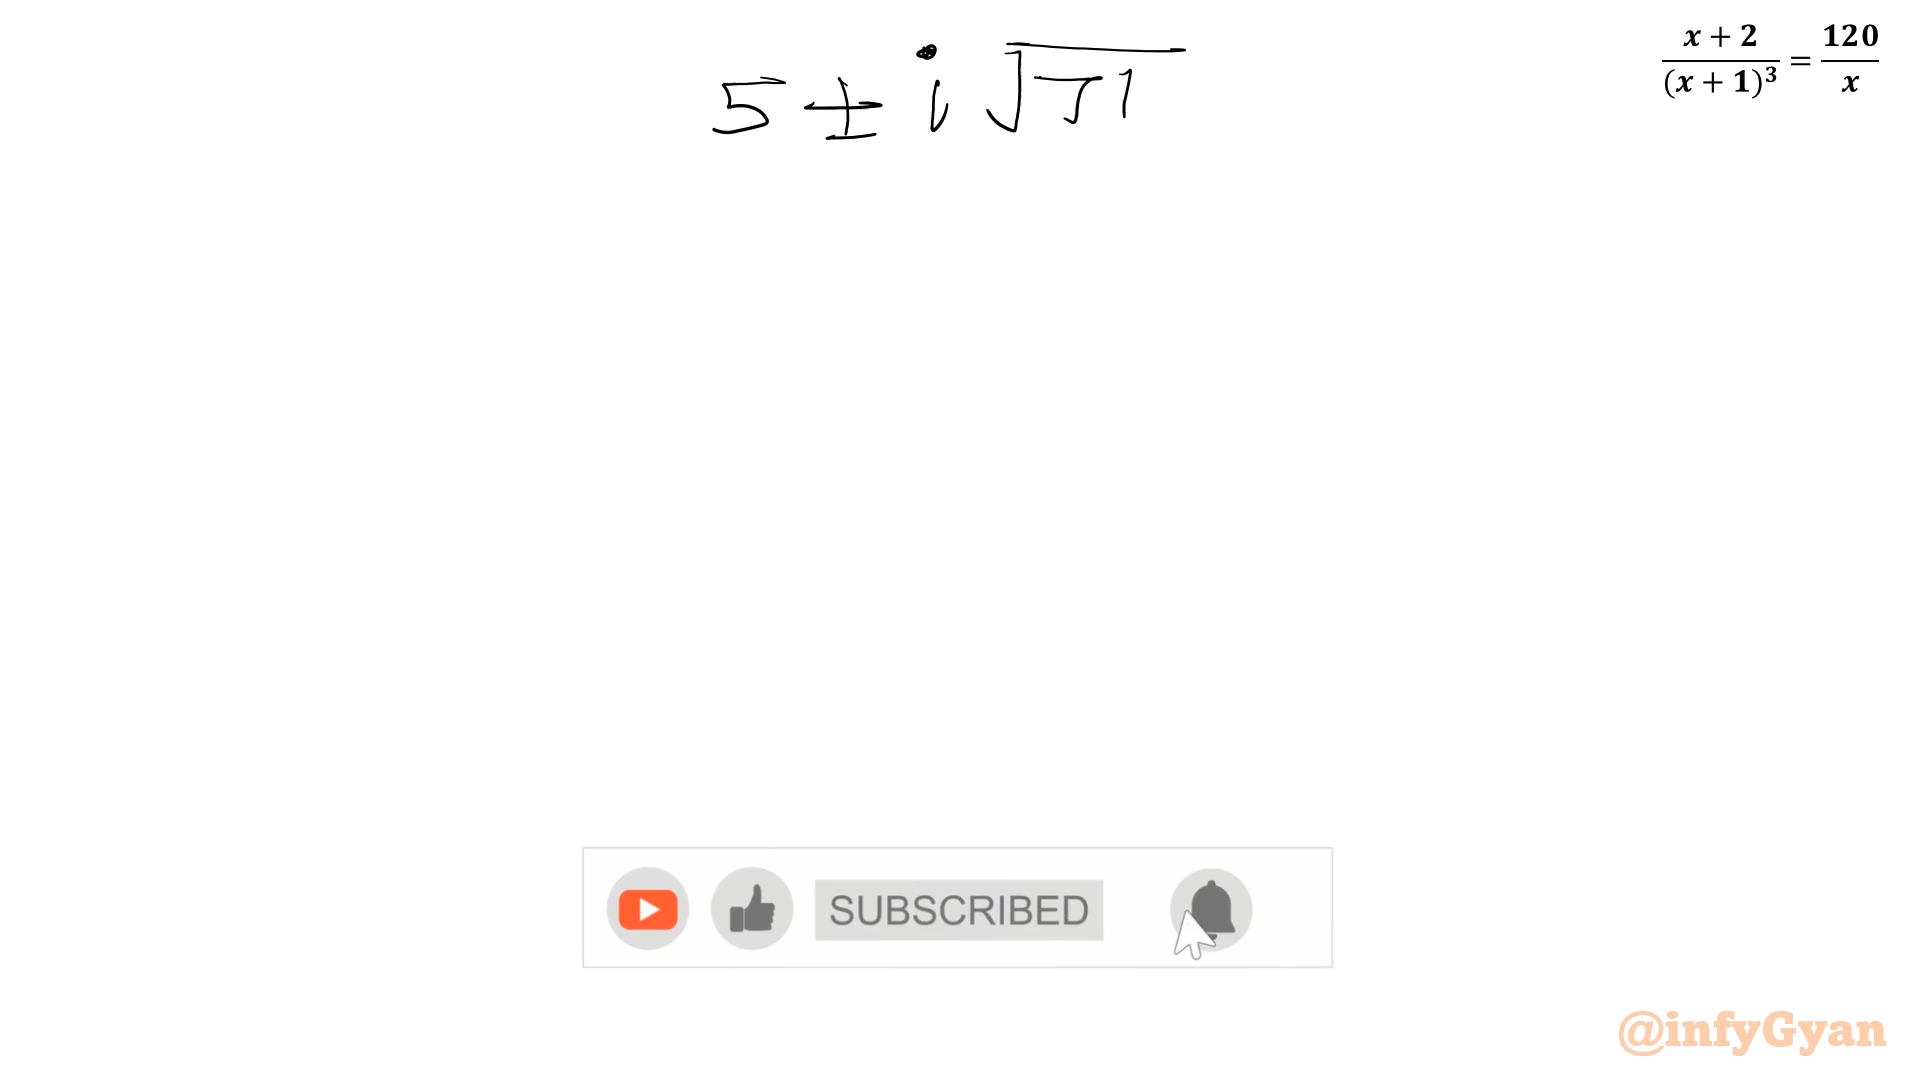 5 ± i √71
(x + 2)/(x + 1)³ = 120/x
SUBSCRIBED
@infyGyan